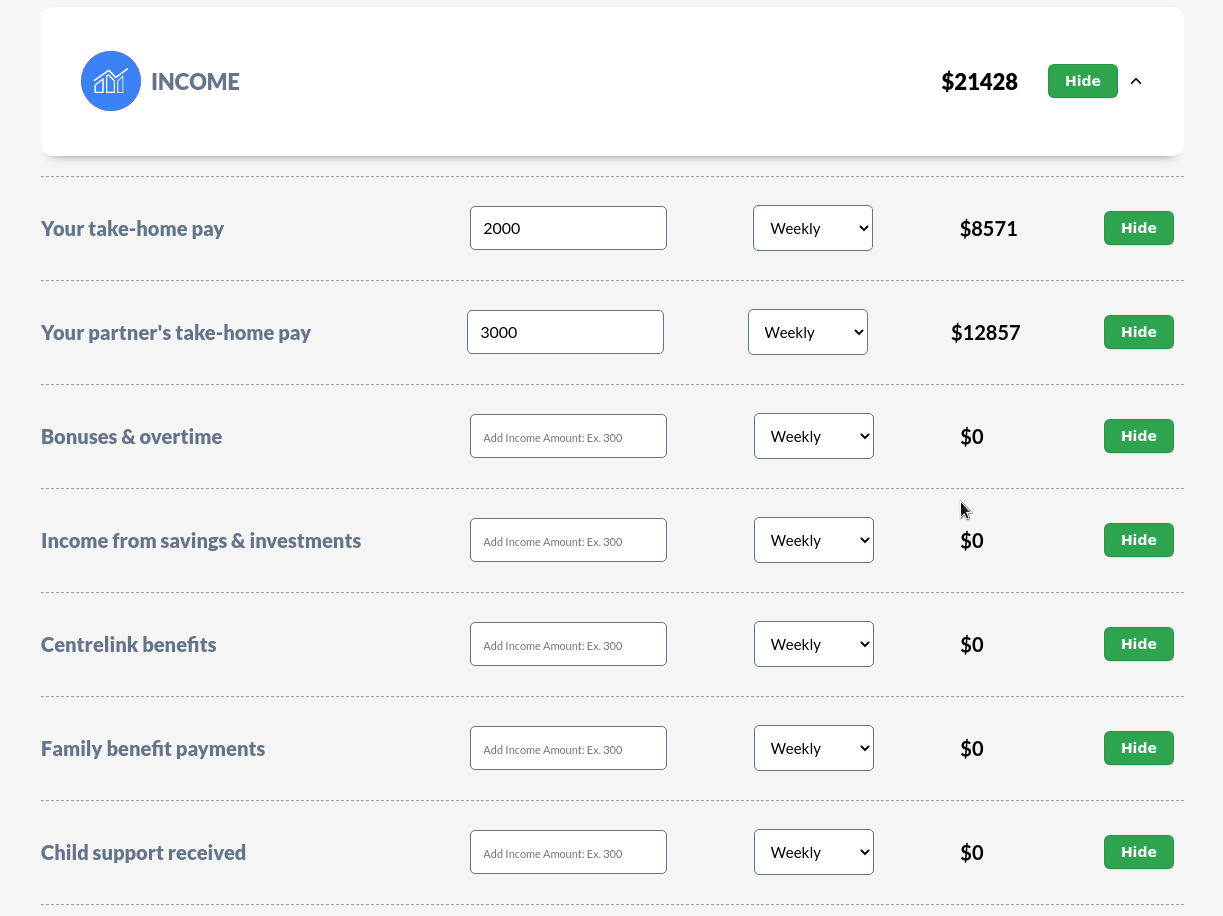 INCOME $21428 Hide
Your take-home pay 2000 Weekly $8571 Hide
Your partner's take-home pay 3000 Weekly $12857 Hide
Bonuses & overtime Add Income Amount: Ex. 300 Weekly $0 Hide
Income from savings & investments Add Income Amount: Ex. 300 Weekly $0 Hide
Centrelink benefits Add Income Amount: Ex. 300 Weekly $0 Hide
Family benefit payments Add Income Amount: Ex. 300 Weekly $0 Hide
Child support received Add Income Amount: Ex. 300 Weekly $0 Hide